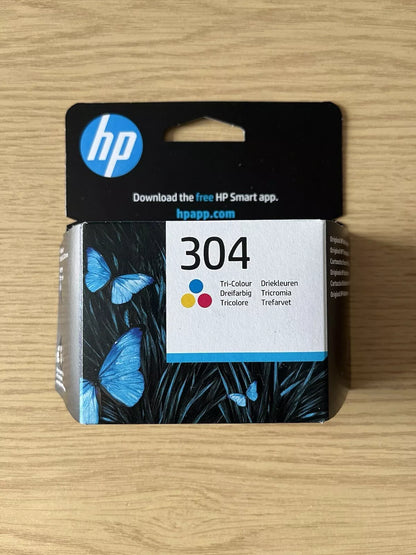 hp
Download the free HP Smart app.
hpapp.com
304
Tri-Colour Driekleuren
Dreifarbig Tricromia
Tricolore Trefarvet